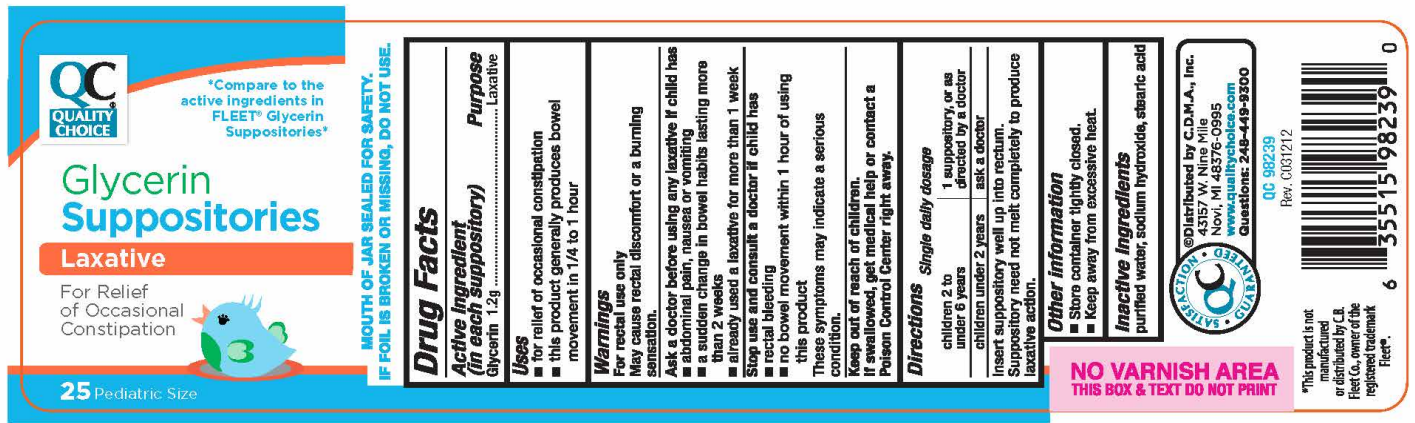 QC
QUALITY
CHOICE
*Compare to the
active ingredients in
FLEET® Glycerin
Suppositories*
Glycerin
Suppositories
Laxative
For Relief
of Occasional
Constipation
25 Pediatric Size
MOUTH OF JAR SEALED FOR SAFETY.
IF FOIL IS BROKEN OR MISSING, DO NOT USE.
Drug Facts
Active Ingredient
(in each suppository) Purpose
Glycerin 1.2g ........................................ Laxative
Uses
■ for relief of occasional constipation
■ this product generally produces bowel
movement in 1/4 to 1 hour
Warnings
For rectal use only
May cause rectal discomfort or a burning
sensation.
Ask a doctor before using any laxative if child has
■ abdominal pain, nausea or vomiting
■ a sudden change in bowel habits lasting more
than 2 weeks
■ already used a laxative for more than 1 week
Stop use and consult a doctor if child has
■ rectal bleeding
■ no bowel movement within 1 hour of using
this product
These symptoms may indicate a serious
condition.
Keep out of reach of children.
If swallowed, get medical help or contact a
Poison Control Center right away.
Directions Single daily dosage
children 2 to
under 6 years
1 suppository, or as
directed by a doctor
children under 2 years ask a doctor
Insert suppository well up into rectum.
Suppository need not melt completely to produce
laxative action.
Other information
■ Store container tightly closed.
■ Keep away from excessive heat.
Inactive Ingredients
purified water, sodium hydroxide, stearic acid
SATISFACTION • GUARANTEED •
QC
©Distributed by C.D.M.A., Inc.
43157 W. Nine Mile
Novi, MI 48376-0995
www.qualitychoice.com
Questions: 248-449-9300
QC 98239
Rev. C031212
NO VARNISH AREA
THIS BOX & TEXT DO NOT PRINT
*This product is not
manufactured
or distributed by C.B.
Fleet Co., owner of the
registered trademark
Fleet®.
6 35515 98239 0